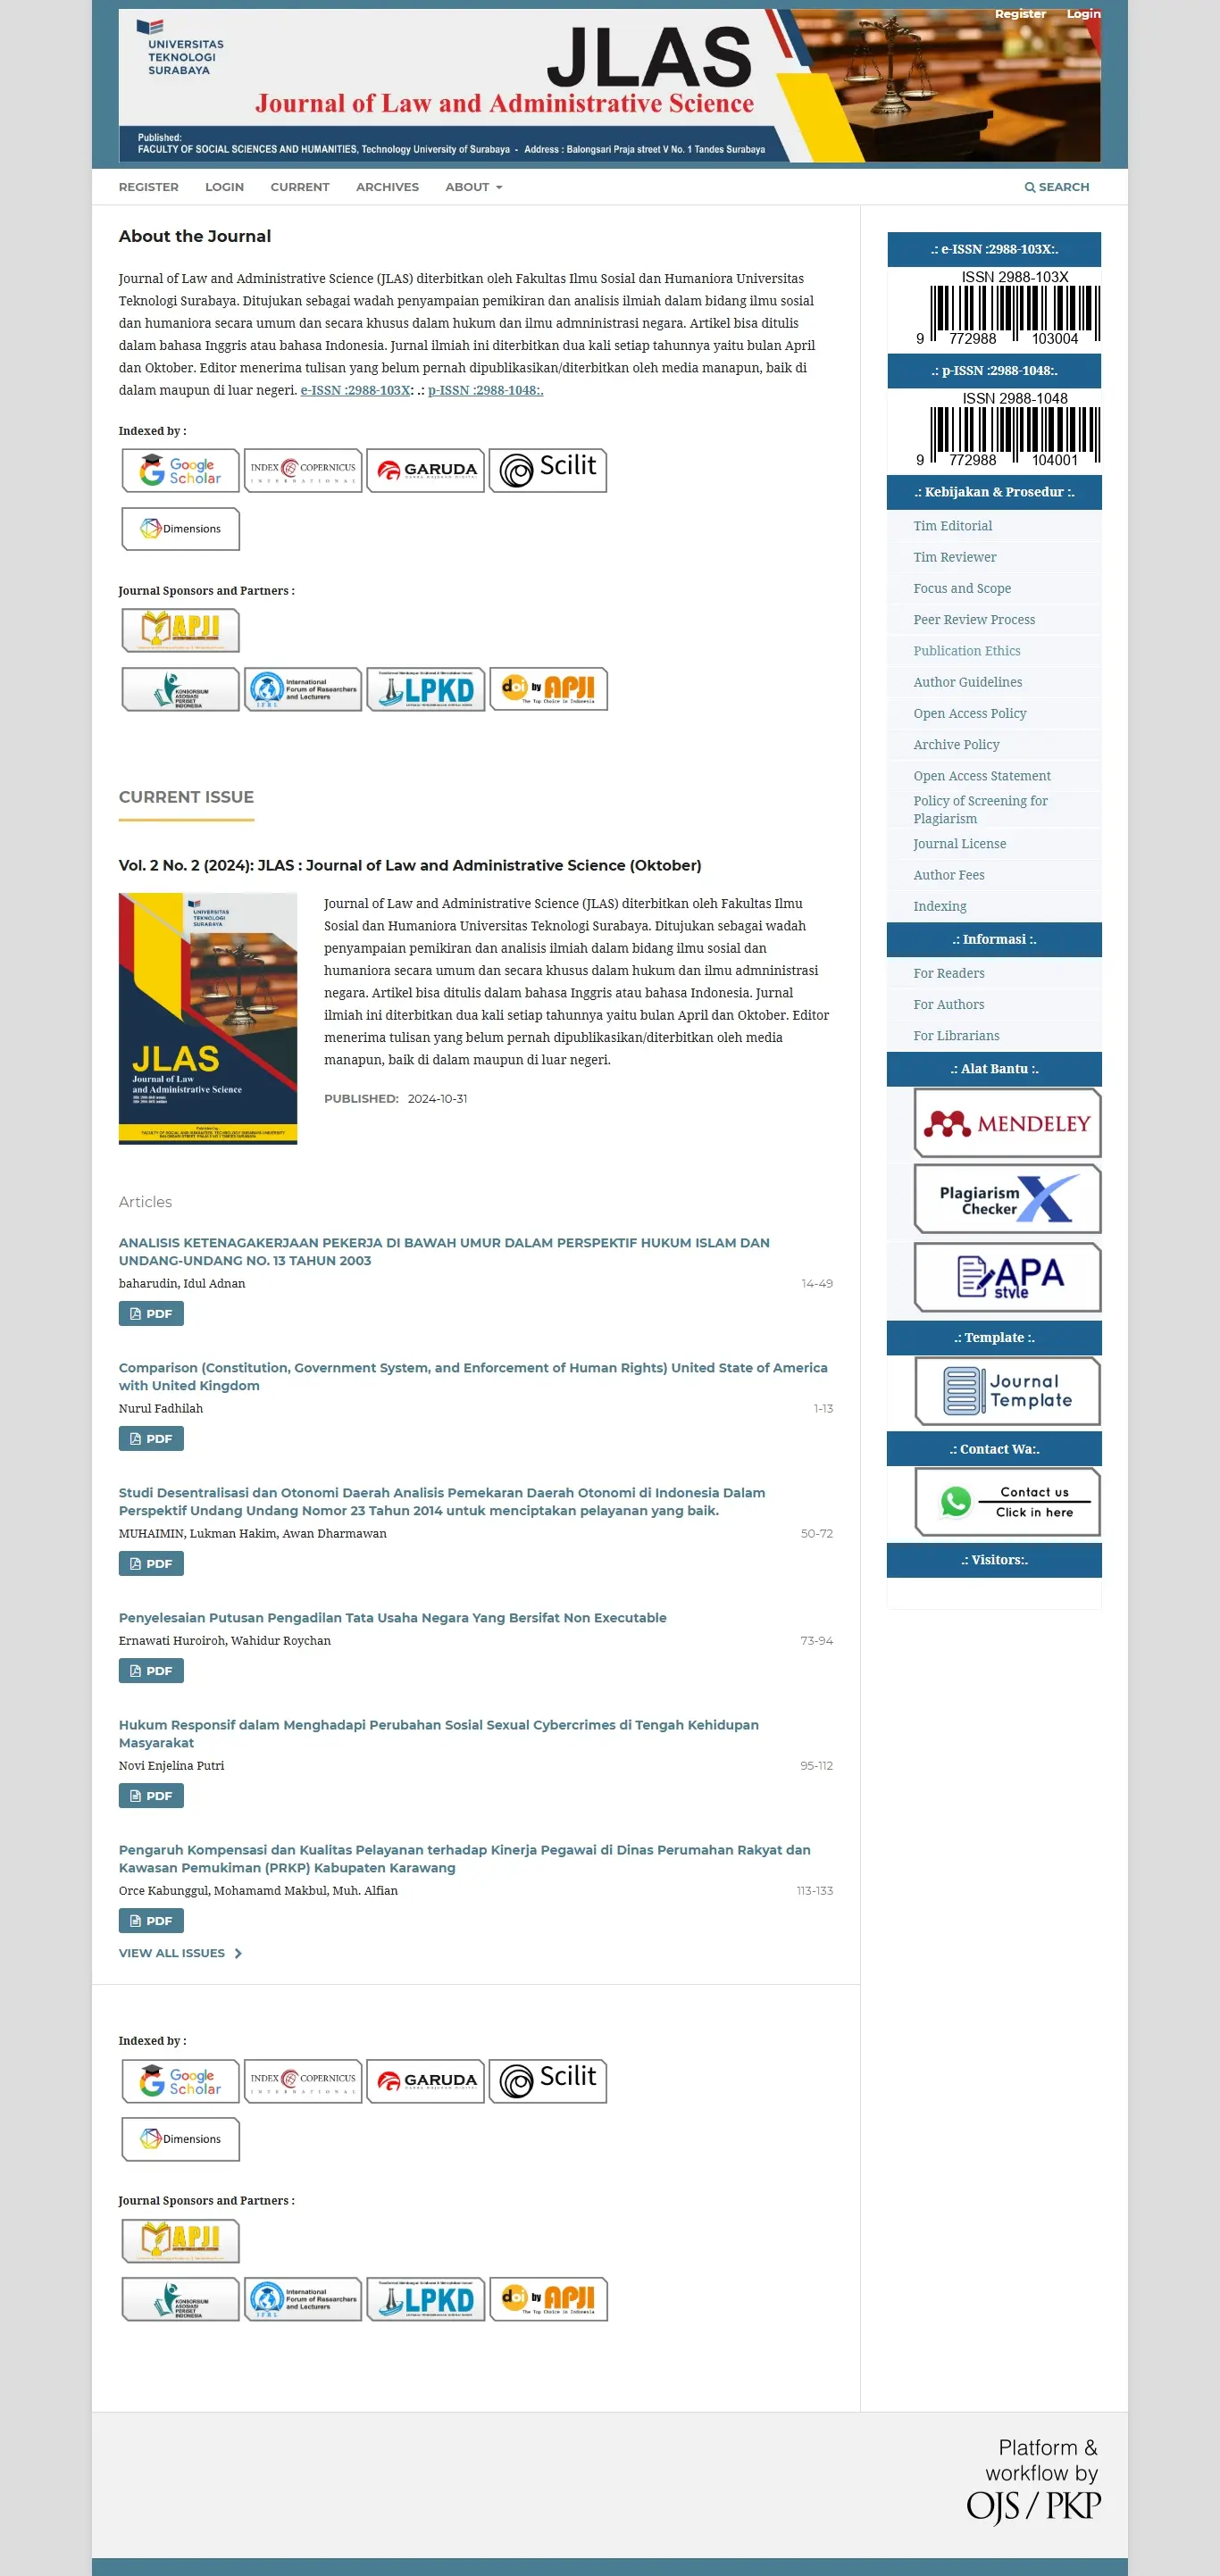 Register Login
UNIVERSITAS
TEKNOLOGI
SURABAYA
JLAS
Journal of Law and Administrative Science
Published:
FACULTY OF SOCIAL SCIENCES AND HUMANITIES, Technology University of Surabaya - Address : Balongsari Praja street V No. 1 Tandes Surabaya
REGISTER LOGIN CURRENT ARCHIVES ABOUT SEARCH
About the Journal
Journal of Law and Administrative Science (JLAS) diterbitkan oleh Fakultas Ilmu Sosial dan Humaniora Universitas
Teknologi Surabaya. Ditujukan sebagai wadah penyampaian pemikiran dan analisis ilmiah dalam bidang ilmu sosial
dan humaniora secara umum dan secara khusus dalam hukum dan ilmu admninistrasi negara. Artikel bisa ditulis
dalam bahasa Inggris atau bahasa Indonesia. Jurnal ilmiah ini diterbitkan dua kali setiap tahunnya yaitu bulan April
dan Oktober. Editor menerima tulisan yang belum pernah dipublikasikan/diterbitkan oleh media manapun, baik di
dalam maupun di luar negeri. e-ISSN :2988-103X: .: p-ISSN :2988-1048:.
Indexed by :
Google Scholar
INDEX COPERNICUS
INTERNATIONAL
GARUDA
Scilit
Dimensions
Journal Sponsors and Partners :
APJI
KONSORSIUM
ASOSIASI
PERISET
INDONESIA
International
Forum of Researchers
and Lecturers
IFRL
LPKD
doi by APJI
The Top Choice in Indonesia
CURRENT ISSUE
Vol. 2 No. 2 (2024): JLAS : Journal of Law and Administrative Science (Oktober)
UNIVERSITAS
TEKNOLOGI
SURABAYA
JLAS
Journal of Law
and Administrative Science
Journal of Law and Administrative Science (JLAS) diterbitkan oleh Fakultas Ilmu
Sosial dan Humaniora Universitas Teknologi Surabaya. Ditujukan sebagai wadah
penyampaian pemikiran dan analisis ilmiah dalam bidang ilmu sosial dan
humaniora secara umum dan secara khusus dalam hukum dan ilmu admninistrasi
negara. Artikel bisa ditulis dalam bahasa Inggris atau bahasa Indonesia. Jurnal
ilmiah ini diterbitkan dua kali setiap tahunnya yaitu bulan April dan Oktober. Editor
menerima tulisan yang belum pernah dipublikasikan/diterbitkan oleh media
manapun, baik di dalam maupun di luar negeri.
PUBLISHED: 2024-10-31
Articles
ANALISIS KETENAGAKERJAAN PEKERJA DI BAWAH UMUR DALAM PERSPEKTIF HUKUM ISLAM DAN
UNDANG-UNDANG NO. 13 TAHUN 2003
baharudin, Idul Adnan 14-49
PDF
Comparison (Constitution, Government System, and Enforcement of Human Rights) United State of America
with United Kingdom
Nurul Fadhilah 1-13
PDF
Studi Desentralisasi dan Otonomi Daerah Analisis Pemekaran Daerah Otonomi di Indonesia Dalam
Perspektif Undang Undang Nomor 23 Tahun 2014 untuk menciptakan pelayanan yang baik.
MUHAIMIN, Lukman Hakim, Awan Dharmawan 50-72
PDF
Penyelesaian Putusan Pengadilan Tata Usaha Negara Yang Bersifat Non Executable
Ernawati Huroiroh, Wahidur Roychan 73-94
PDF
Hukum Responsif dalam Menghadapi Perubahan Sosial Sexual Cybercrimes di Tengah Kehidupan
Masyarakat
Novi Enjelina Putri 95-112
PDF
Pengaruh Kompensasi dan Kualitas Pelayanan terhadap Kinerja Pegawai di Dinas Perumahan Rakyat dan
Kawasan Pemukiman (PRKP) Kabupaten Karawang
Orce Kabunggul, Mohamamd Makbul, Muh. Alfian 113-133
PDF
VIEW ALL ISSUES
Indexed by :
Google Scholar
INDEX COPERNICUS
INTERNATIONAL
GARUDA
Scilit
Dimensions
Journal Sponsors and Partners :
APJI
KONSORSIUM
ASOSIASI
PERISET
INDONESIA
International
Forum of Researchers
and Lecturers
IFRL
LPKD
doi by APJI
The Top Choice in Indonesia
.: e-ISSN :2988-103X:.
ISSN 2988-103X
9 772988 103004
.: p-ISSN :2988-1048:.
ISSN 2988-1048
9 772988 104001
.: Kebijakan & Prosedur :.
Tim Editorial
Tim Reviewer
Focus and Scope
Peer Review Process
Publication Ethics
Author Guidelines
Open Access Policy
Archive Policy
Open Access Statement
Policy of Screening for
Plagiarism
Journal License
Author Fees
Indexing
.: Informasi :.
For Readers
For Authors
For Librarians
.: Alat Bantu :.
MENDELEY
Plagiarism
Checker X
APA
style
.: Template :.
Journal
Template
.: Contact Wa:.
Contact us
Click in here
.: Visitors:.
Platform &
workflow by
OJS / PKP